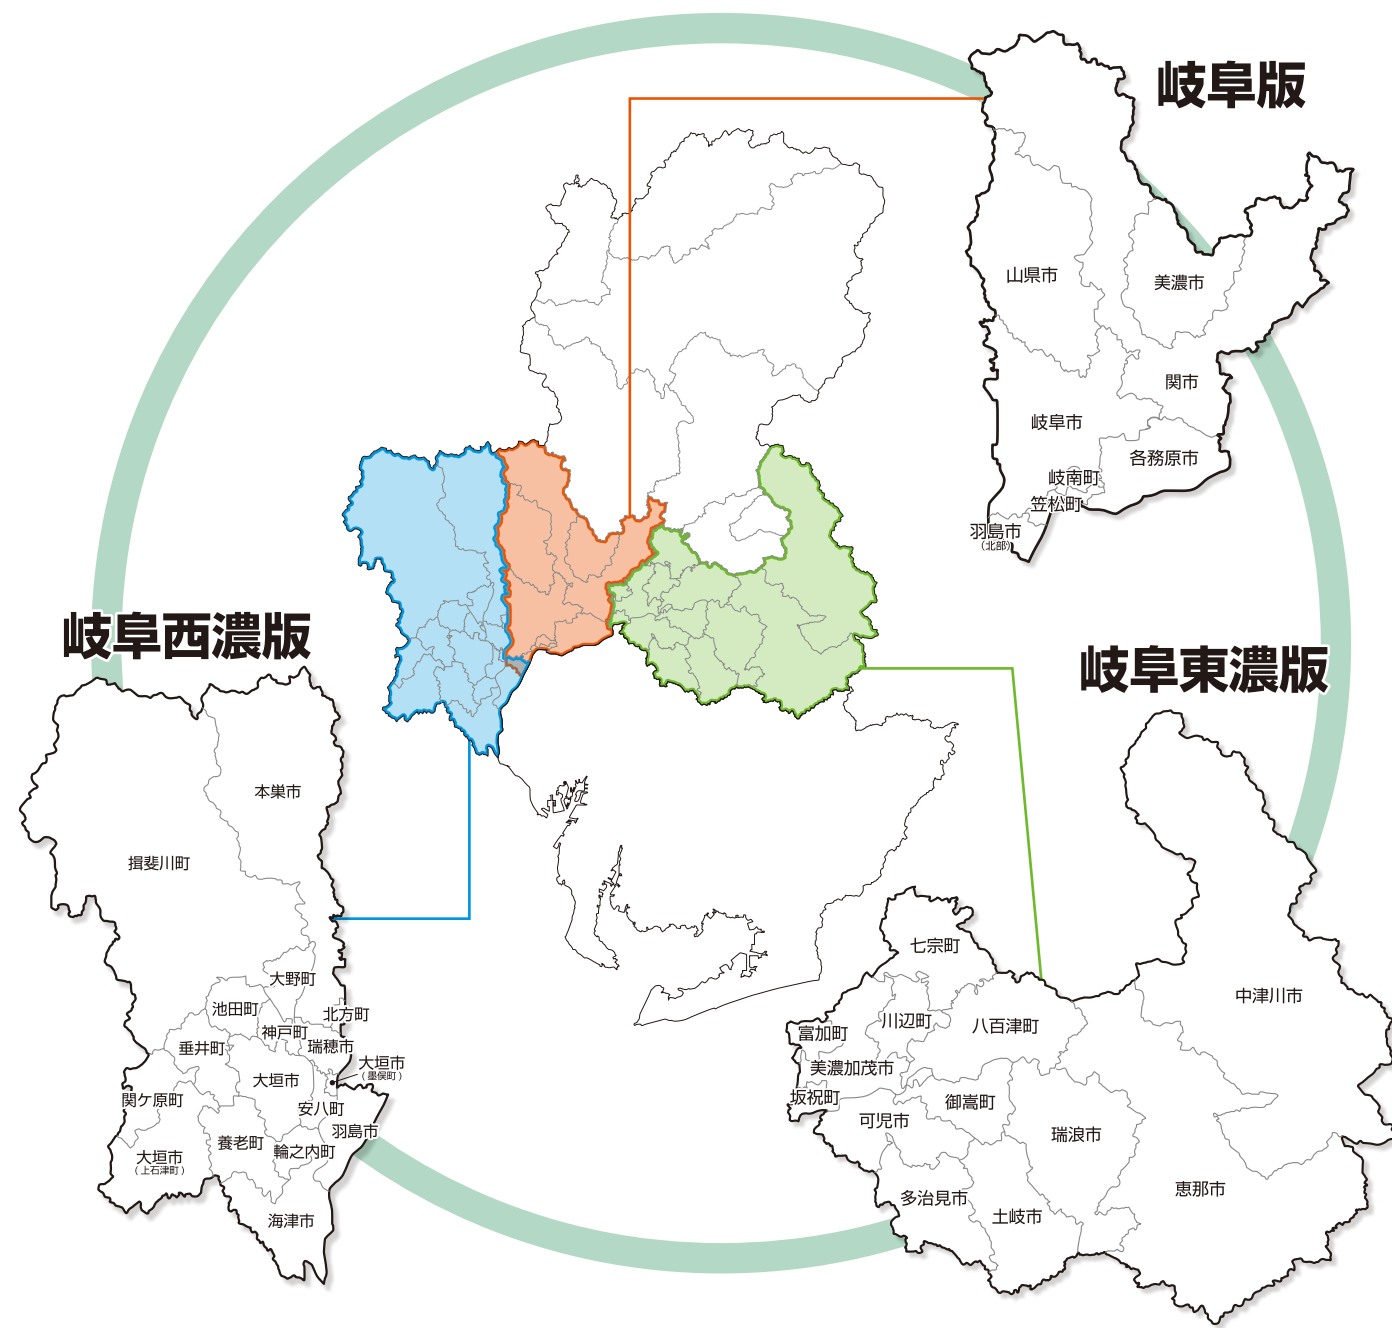 岐阜版
山県市
美濃市
関市
岐阜市
各務原市
岐南町
笠松町
羽島市
(北部)
岐阜西濃版
本巣市
揖斐川町
大野町
池田町
北方町
神戸町
瑞穂市
垂井町
大垣市
(墨俣町)
大垣市
関ケ原町
安八町
羽島市
養老町
輪之内町
大垣市
(上石津町)
海津市
岐阜東濃版
七宗町
中津川市
川辺町
八百津町
富加町
美濃加茂市
坂祝町
御嵩町
可児市
瑞浪市
恵那市
多治見市
土岐市